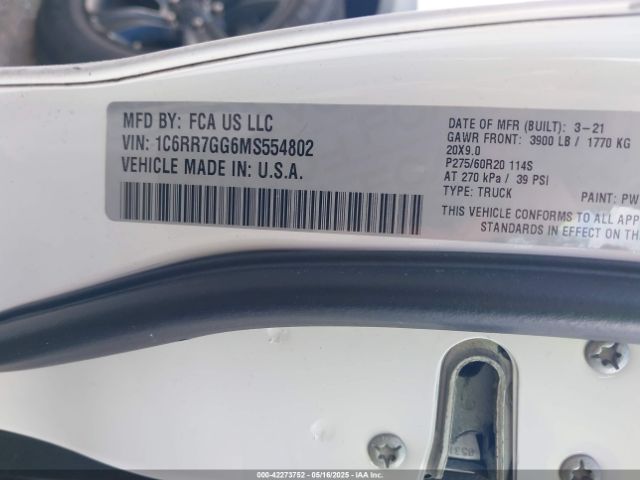 MFD BY: FCA US LLC
VIN: 1C6RR7GG6MS554802
VEHICLE MADE IN: U.S.A.
DATE OF MFR (BUILT): 3-21
GAWR FRONT: 3900 LB / 1770 KG
20X9.0
P275/60R20 114S
AT 270 kPa / 39 PSI
TYPE: TRUCK
PAINT: PW
THIS VEHICLE CONFORMS TO ALL APP
STANDARDS IN EFFECT ON TH
000-42273752 - 05/16/2025 - IAA Inc.